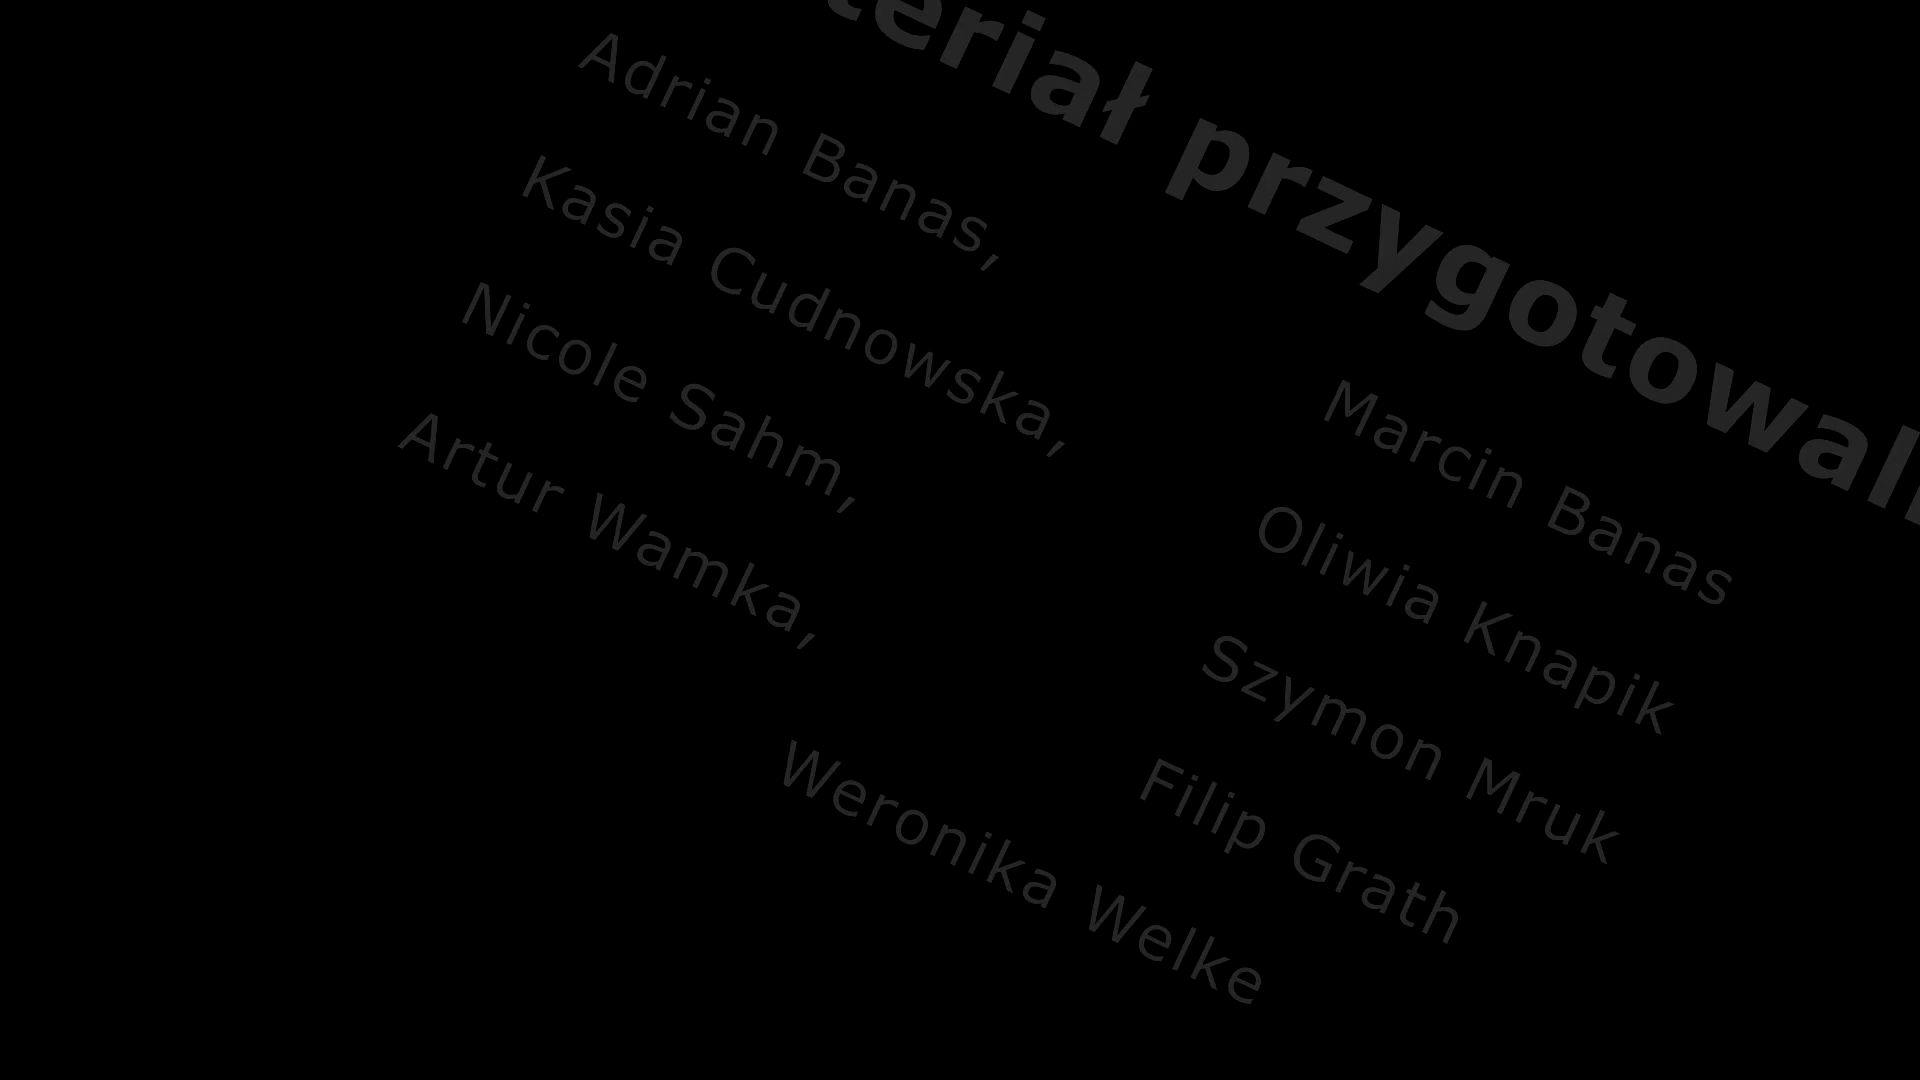 teriał przygotowali
Adrian Banas, Marcin Banas
Kasia Cudnowska, Oliwia Knapik
Nicole Sahm, Szymon Mruk
Artur Wamka, Filip Grath
Weronika Welke